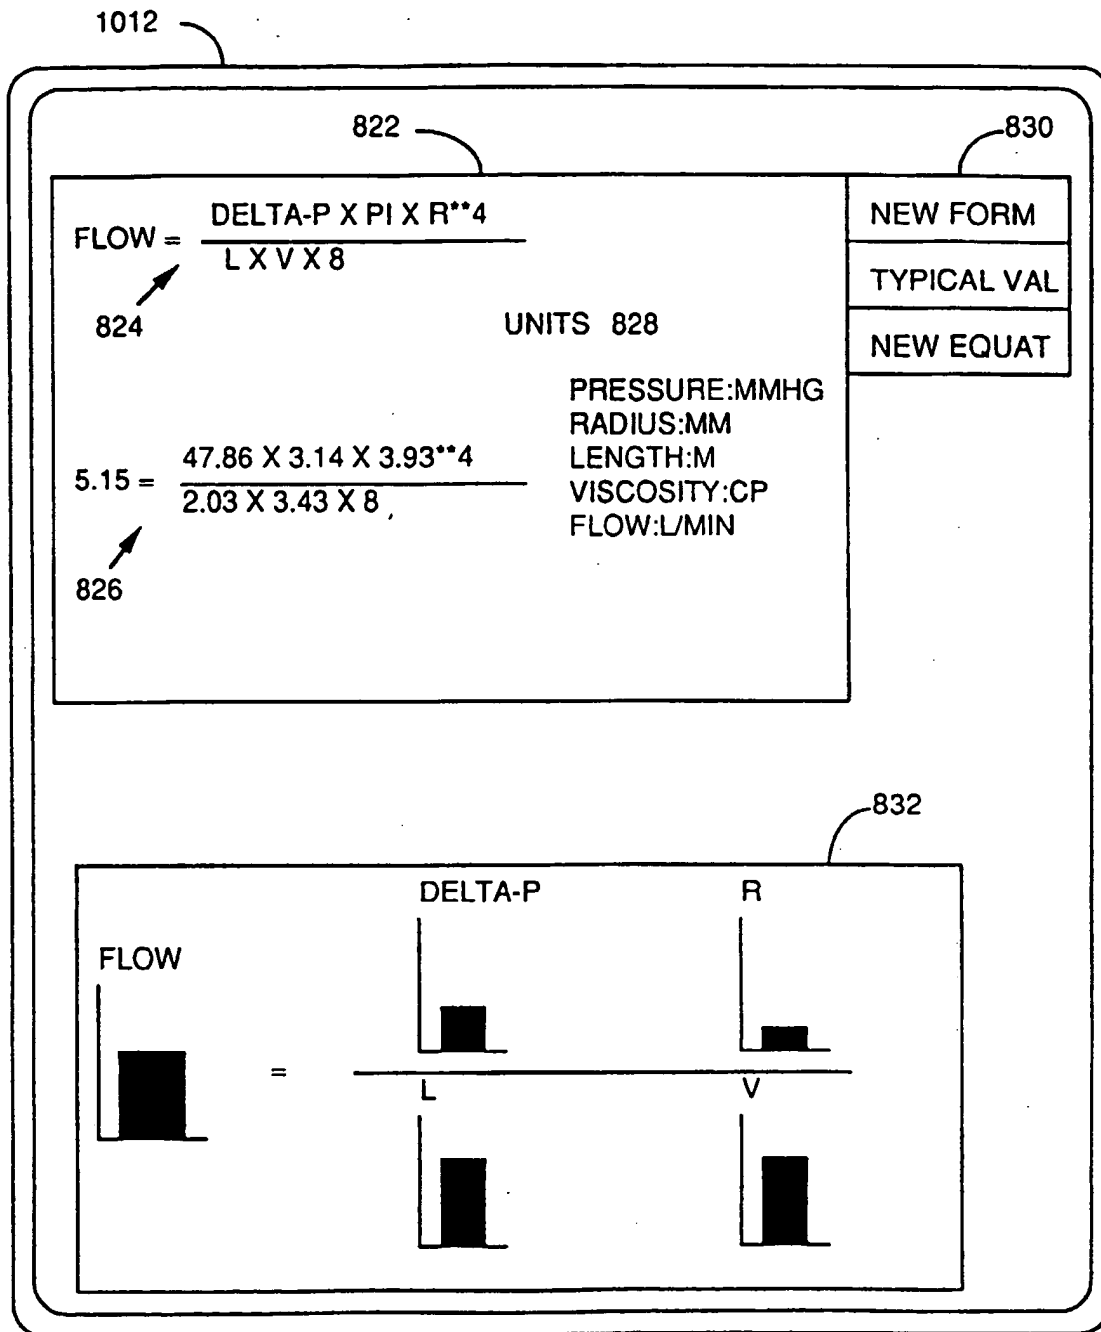 1012
822
830
FLOW = DELTA-P X PI X R**4
L X V X 8
824
NEW FORM
TYPICAL VAL
NEW EQUAT
UNITS 828
PRESSURE:MMHG
RADIUS:MM
LENGTH:M
VISCOSITY:CP
FLOW:L/MIN
5.15 = 47.86 X 3.14 X 3.93**4
2.03 X 3.43 X 8
826
832
DELTA-P
R
FLOW
=
L
V